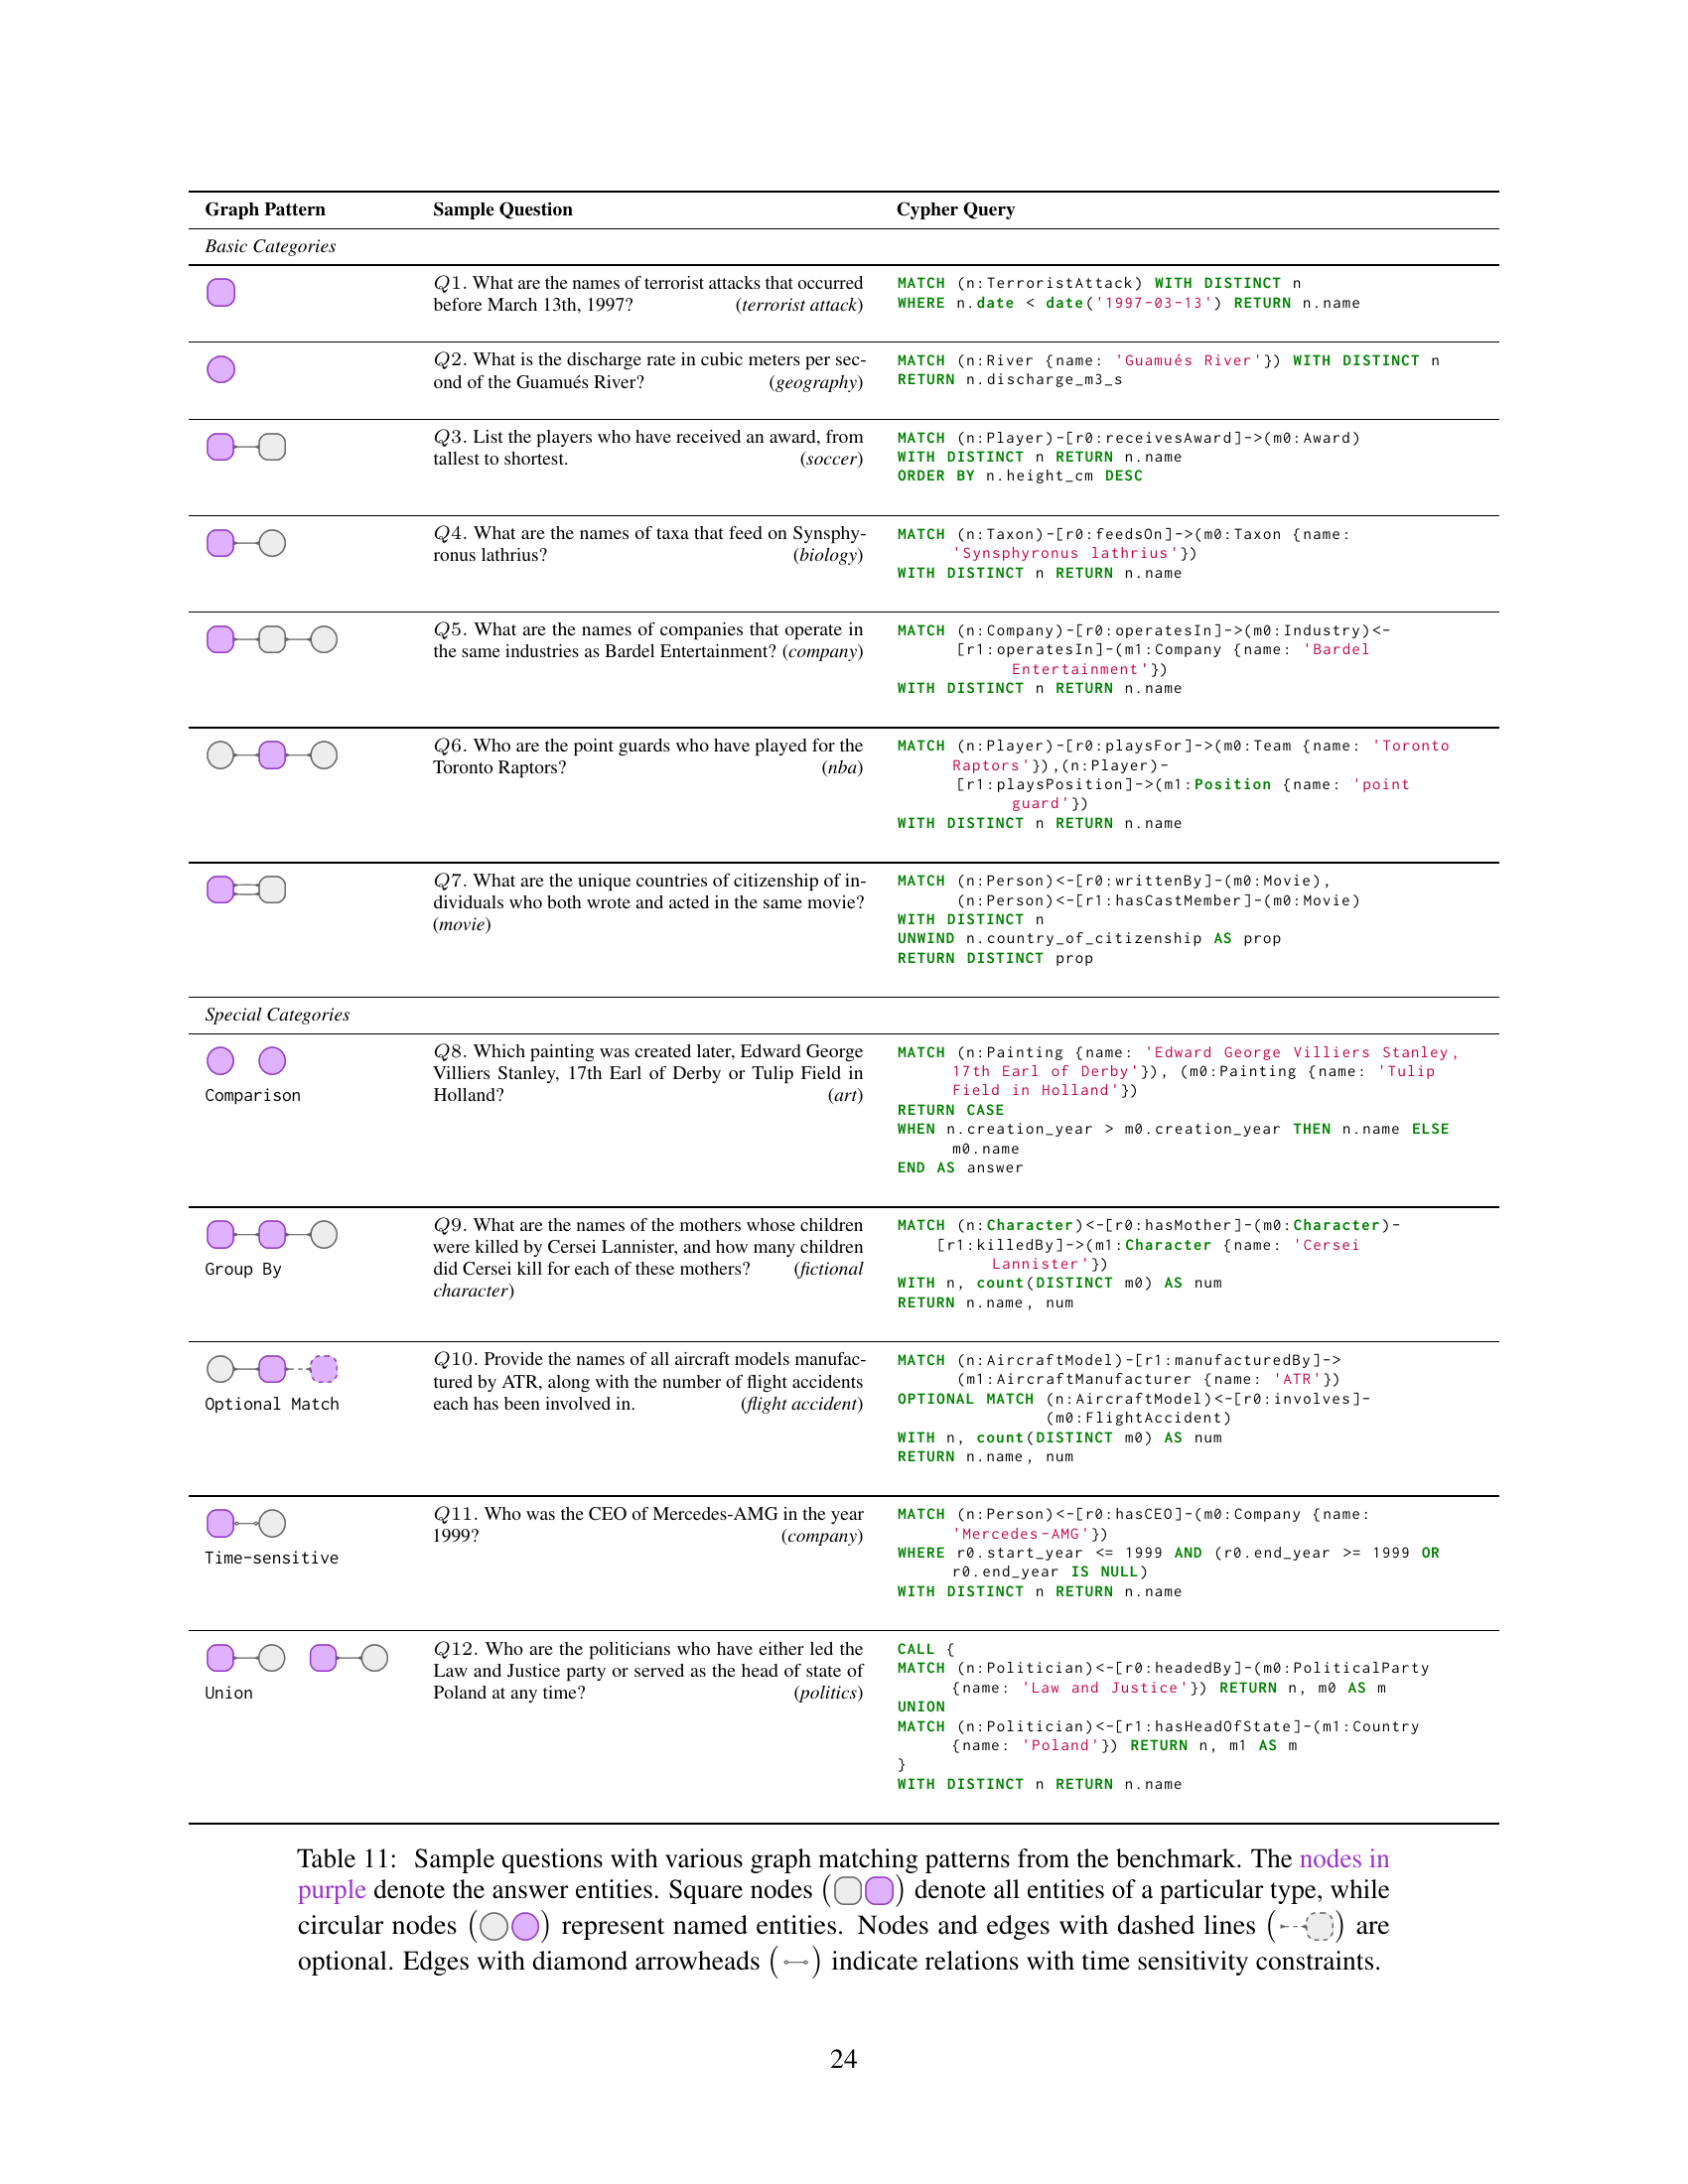 Graph Pattern Sample Question Cypher Query
Basic Categories
Q1. What are the names of terrorist attacks that occurred
before March 13th, 1997? (terrorist attack)
MATCH (n:TerroristAttack) WITH DISTINCT n
WHERE n.date < date('1997-03-13') RETURN n.name
Q2. What is the discharge rate in cubic meters per sec-
ond of the Guamués River? (geography)
MATCH (n:River {name: 'Guamués River'}) WITH DISTINCT n
RETURN n.discharge_m3_s
Q3. List the players who have received an award, from
tallest to shortest. (soccer)
MATCH (n:Player)-[r0:receivesAward]->(m0:Award)
WITH DISTINCT n RETURN n.name
ORDER BY n.height_cm DESC
Q4. What are the names of taxa that feed on Synsphy-
ronus lathrius? (biology)
MATCH (n:Taxon)-[r0:feedsOn]->(m0:Taxon {name:
'Synsphyronus lathrius'})
WITH DISTINCT n RETURN n.name
Q5. What are the names of companies that operate in
the same industries as Bardel Entertainment? (company)
MATCH (n:Company)-[r0:operatesIn]->(m0:Industry)<-
[r1:operatesIn]-(m1:Company {name: 'Bardel
Entertainment'})
WITH DISTINCT n RETURN n.name
Q6. Who are the point guards who have played for the
Toronto Raptors? (nba)
MATCH (n:Player)-[r0:playsFor]->(m0:Team {name: 'Toronto
Raptors'}),(n:Player)-
[r1:playsPosition]->(m1:Position {name: 'point
guard'})
WITH DISTINCT n RETURN n.name
Q7. What are the unique countries of citizenship of in-
dividuals who both wrote and acted in the same movie?
(movie)
MATCH (n:Person)<-[r0:writtenBy]-(m0:Movie),
(n:Person)<-[r1:hasCastMember]-(m0:Movie)
WITH DISTINCT n
UNWIND n.country_of_citizenship AS prop
RETURN DISTINCT prop
Special Categories
Comparison
Q8. Which painting was created later, Edward George
Villiers Stanley, 17th Earl of Derby or Tulip Field in
Holland? (art)
MATCH (n:Painting {name: 'Edward George Villiers Stanley,
17th Earl of Derby'}), (m0:Painting {name: 'Tulip
Field in Holland'})
RETURN CASE
WHEN n.creation_year > m0.creation_year THEN n.name ELSE
m0.name
END AS answer
Group By
Q9. What are the names of the mothers whose children
were killed by Cersei Lannister, and how many children
did Cersei kill for each of these mothers? (fictional
character)
MATCH (n:Character)<-[r0:hasMother]-(m0:Character)-
[r1:killedBy]->(m1:Character {name: 'Cersei
Lannister'})
WITH n, count(DISTINCT m0) AS num
RETURN n.name, num
Optional Match
Q10. Provide the names of all aircraft models manufac-
tured by ATR, along with the number of flight accidents
each has been involved in. (flight accident)
MATCH (n:AircraftModel)-[r1:manufacturedBy]->
(m1:AircraftManufacturer {name: 'ATR'})
OPTIONAL MATCH (n:AircraftModel)<-[r0:involves]-
(m0:FlightAccident)
WITH n, count(DISTINCT m0) AS num
RETURN n.name, num
Time-sensitive
Q11. Who was the CEO of Mercedes-AMG in the year
1999? (company)
MATCH (n:Person)<-[r0:hasCEO]-(m0:Company {name:
'Mercedes-AMG'})
WHERE r0.start_year <= 1999 AND (r0.end_year >= 1999 OR
r0.end_year IS NULL)
WITH DISTINCT n RETURN n.name
Union
Q12. Who are the politicians who have either led the
Law and Justice party or served as the head of state of
Poland at any time? (politics)
CALL {
MATCH (n:Politician)<-[r0:headedBy]-(m0:PoliticalParty
{name: 'Law and Justice'}) RETURN n, m0 AS m
UNION
MATCH (n:Politician)<-[r1:hasHeadOfState]-(m1:Country
{name: 'Poland'}) RETURN n, m1 AS m
}
WITH DISTINCT n RETURN n.name
Table 11: Sample questions with various graph matching patterns from the benchmark. The nodes in
purple denote the answer entities. Square nodes ( ) denote all entities of a particular type, while
circular nodes ( ) represent named entities. Nodes and edges with dashed lines ( ) are
optional. Edges with diamond arrowheads ( ) indicate relations with time sensitivity constraints.
24